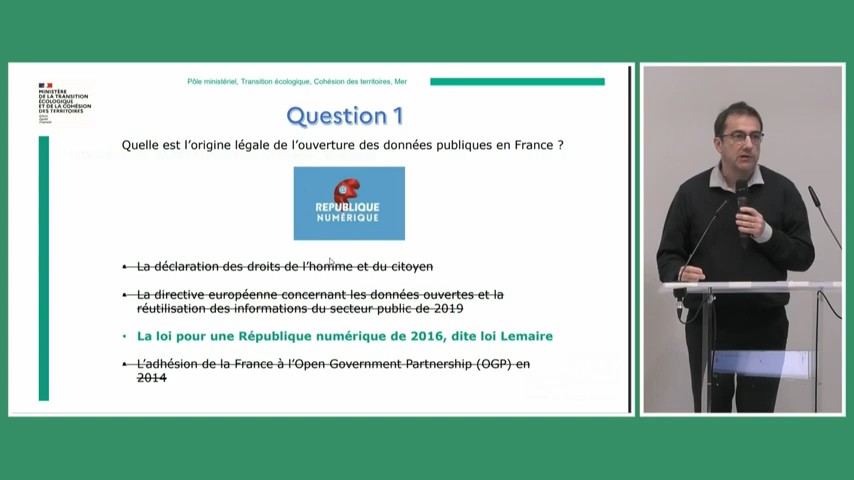 Pôle ministériel, Transition écologique, Cohésion des territoires, Mer
MINISTÈRE
DE LA TRANSITION
ÉCOLOGIQUE
ET DE LA COHÉSION
DES TERRITOIRES
Question 1
Quelle est l'origine légale de l'ouverture des données publiques en France ?
RÉPUBLIQUE
NUMÉRIQUE
La déclaration des droits de l'homme et du citoyen
La directive européenne concernant les données ouvertes et la
réutilisation des informations du secteur public de 2019
La loi pour une République numérique de 2016, dite loi Lemaire
L'adhésion de la France à l'Open Government Partnership (OGP) en
2014